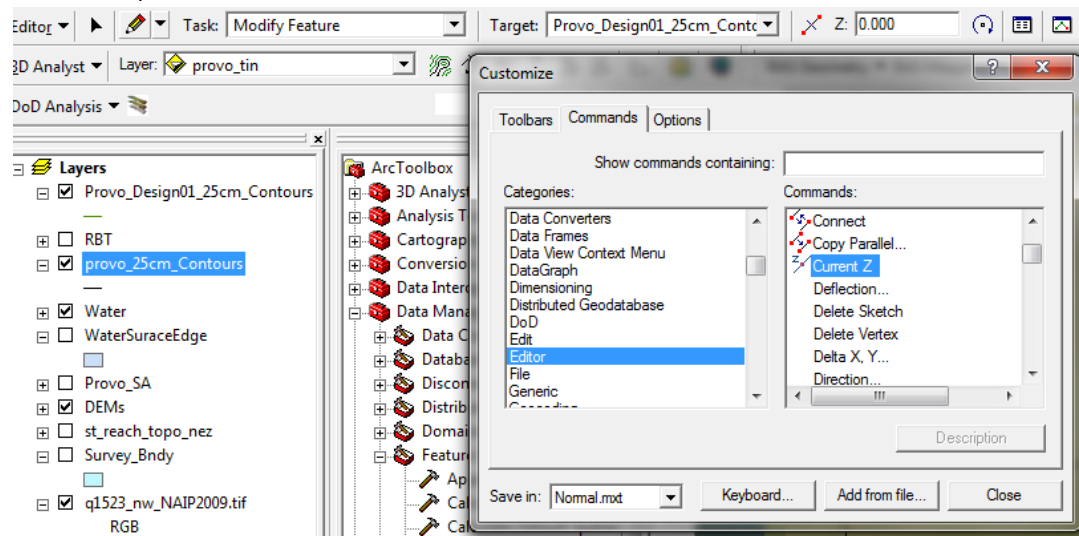 Editor Task: Modify Feature Target: Provo_Design01_25cm_Conto Z: 0.000
3D Analyst Layer: provo_tin
DoD Analysis
Layers
Provo_Design01_25cm_Contours
RBT
provo_25cm_Contours
Water
WaterSuraceEdge
Provo_SA
DEMs
st_reach_topo_nez
Survey_Bndy
q1523_nw_NAIP2009.tif
RGB
ArcToolbox
3D Analyst
Analysis T
Cartograp
Conversio
Data Interc
Data Mana
Data C
Databa
Discon
Distrib
Domai
Feature
Ap
Cal
Customize
Toolbars Commands Options
Show commands containing:
Categories:
Data Converters
Data Frames
Data View Context Menu
DataGraph
Dimensioning
Distributed Geodatabase
DoD
Edit
Editor
File
Generic
Commands:
Connect
Copy Parallel...
Current Z
Deflection...
Delete Sketch
Delete Vertex
Delta X, Y...
Direction...
Description
Save in: Normal.mxt Keyboard... Add from file... Close